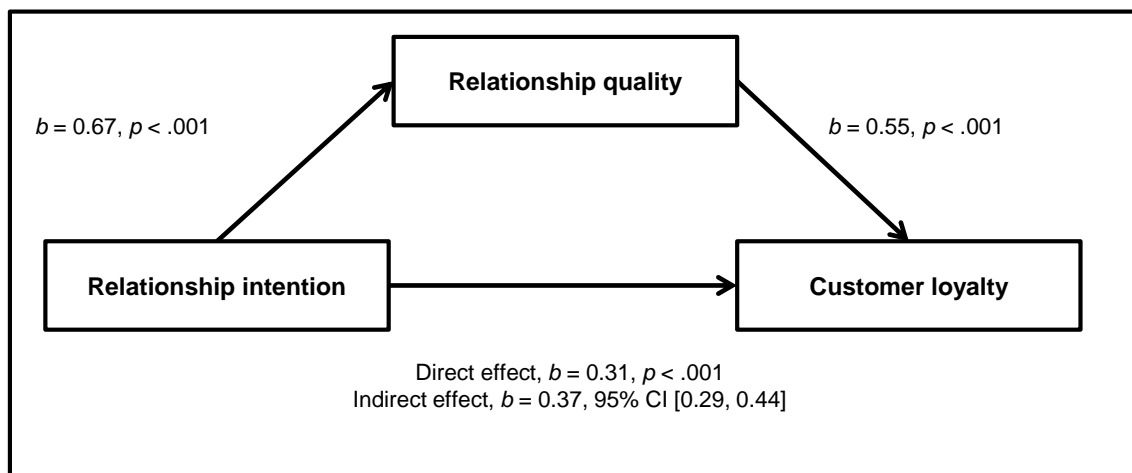 Relationship quality
b = 0.67, p < .001
b = 0.55, p < .001
Relationship intention
Customer loyalty
Direct effect, b = 0.31, p < .001
Indirect effect, b = 0.37, 95% CI [0.29, 0.44]